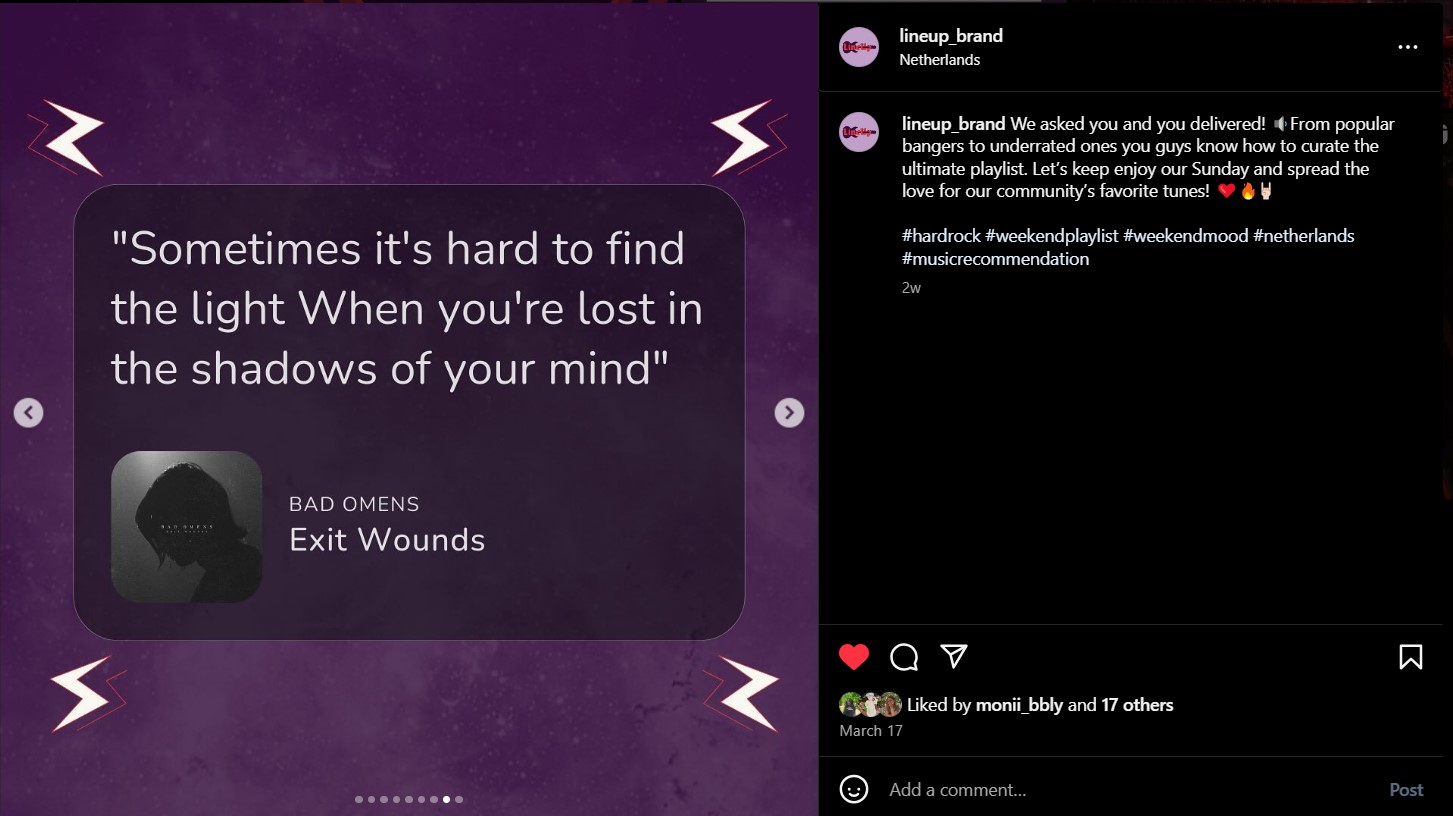 lineup_brand
Netherlands
lineup_brand We asked you and you delivered! 🔈From popular
bangers to underrated ones you guys know how to curate the
ultimate playlist. Let’s keep enjoy our Sunday and spread the
love for our community’s favorite tunes! ❤️🔥🤘🏻
#hardrock #weekendplaylist #weekendmood #netherlands
#musicrecommendation
2w
"Sometimes it's hard to find
the light When you're lost in
the shadows of your mind"
BAD OMENS
BAD OMENS
Exit Wounds
Liked by monii_bbly and 17 others
March 17
Add a comment...
Post